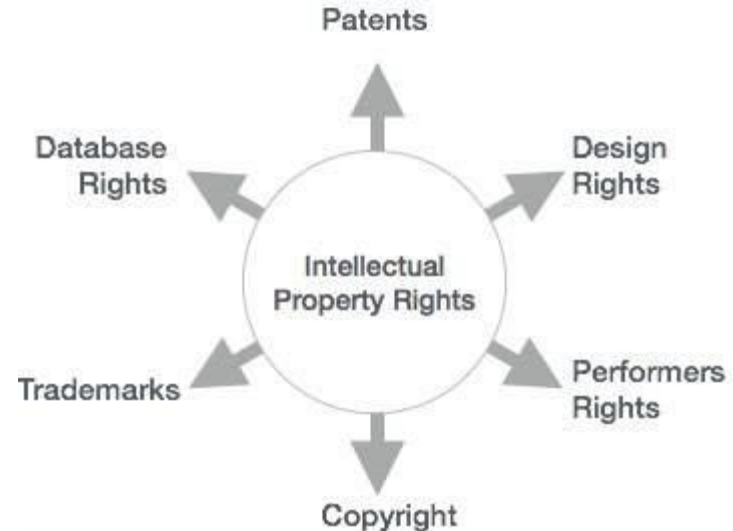 Patents
Database
Rights
Design
Rights
Intellectual
Property Rights
Trademarks
Performers
Rights
Copyright